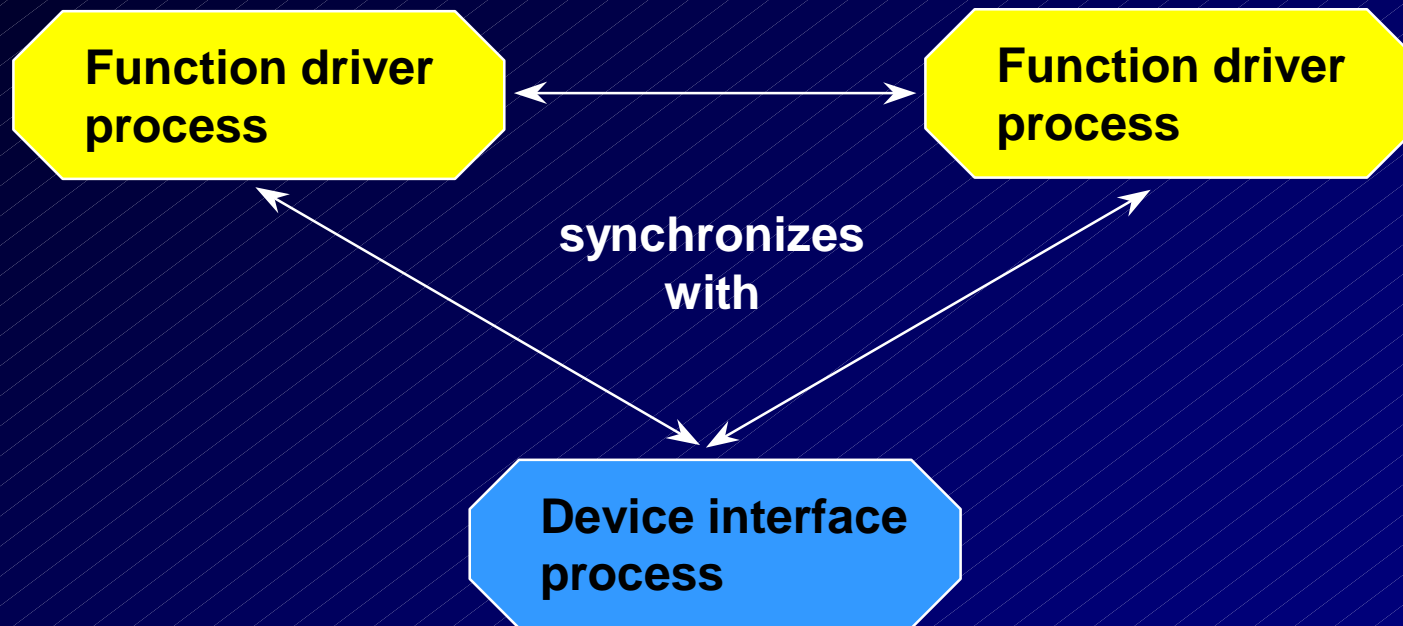 Function driver
process
Function driver
process
synchronizes
with
Device interface
process